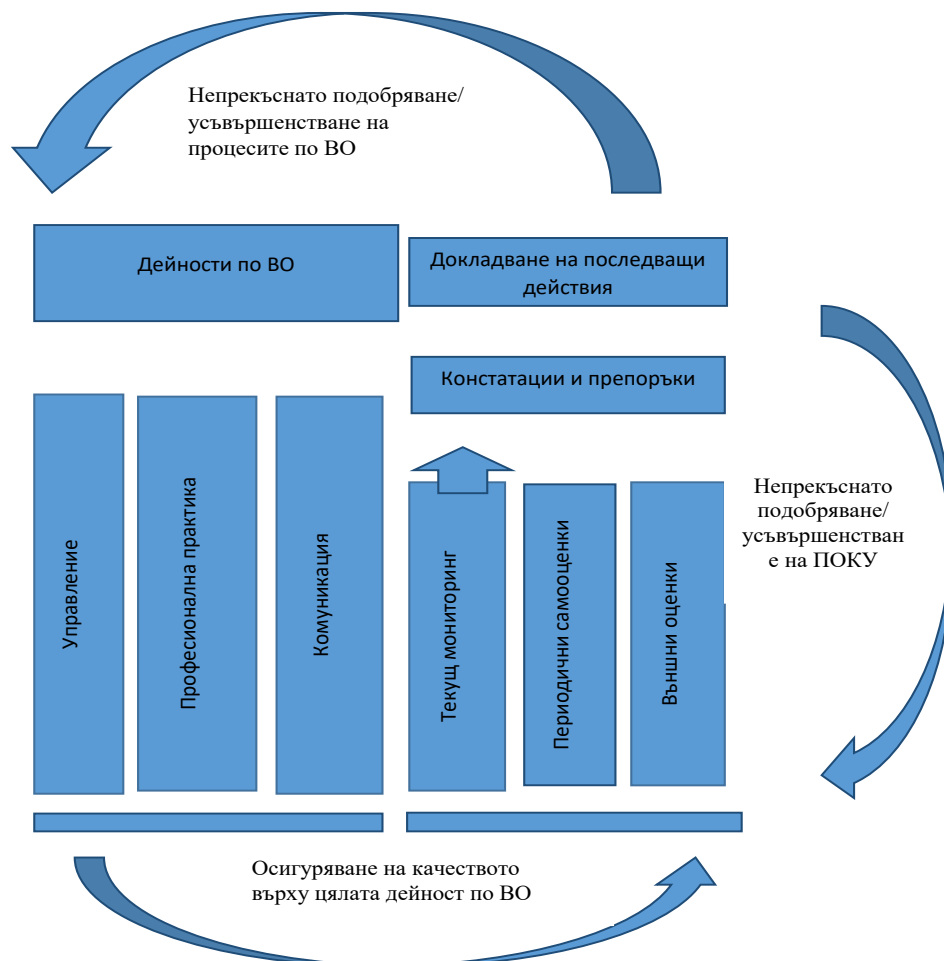 Непрекъснато подобряване/
усъвършенстване на
процесите по ВО
Дейности по ВО
Докладване на последващи
действия
Констатации и препоръки
Управление
Професионална практика
Комуникация
Текущ мониторинг
Периодични самооценки
Външни оценки
Непрекъснато
подобряване/
усъвършенстван
е на ПОКУ
Осигуряване на качеството
върху цялата дейност по ВО